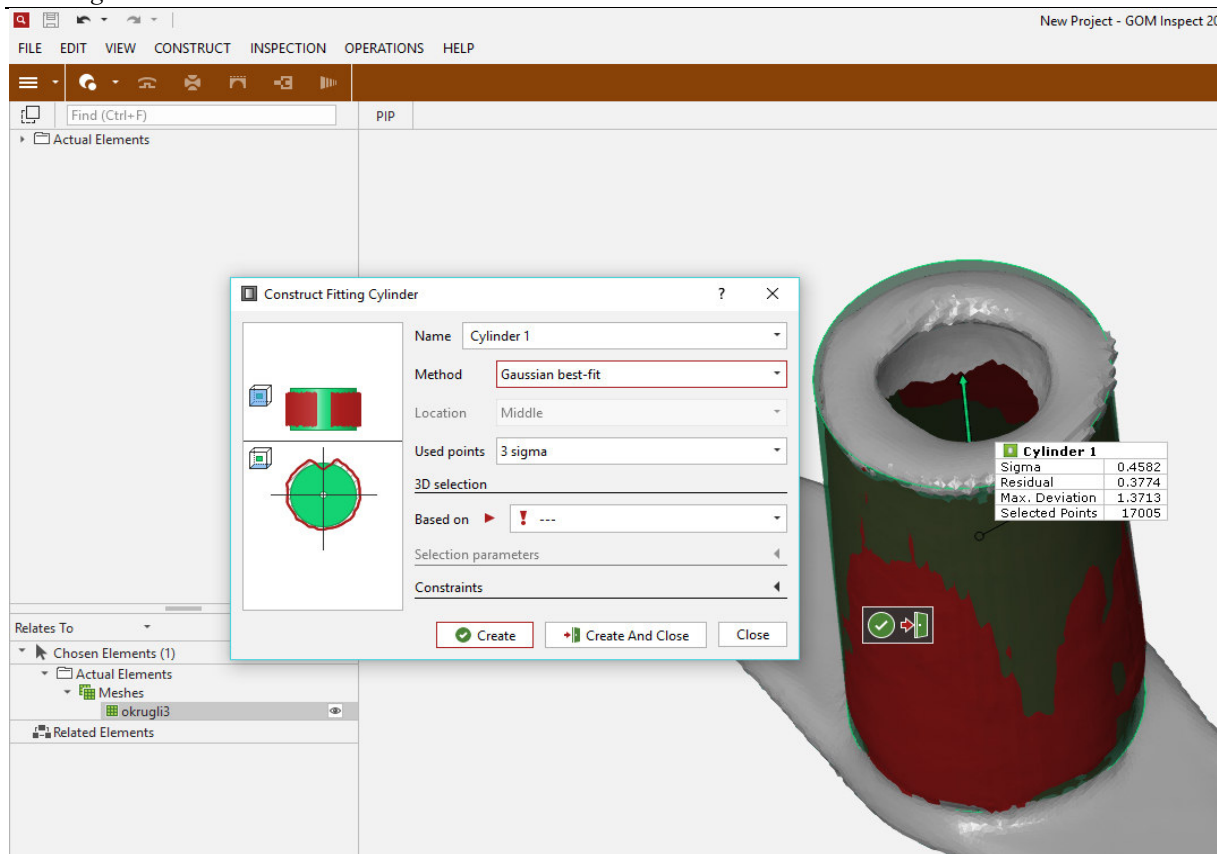 New Project - GOM Inspect 20
FILE EDIT VIEW CONSTRUCT INSPECTION OPERATIONS HELP
Find (Ctrl+F)
PIP
Actual Elements
Construct Fitting Cylinder ?
Name Cylinder 1
Method Gaussian best-fit
Location Middle
Used points 3 sigma
3D selection
Based on ! ---
Selection parameters
Constraints
Create Create And Close Close
Cylinder 1
Sigma 0.4582
Residual 0.3774
Max. Deviation 1.3713
Selected Points 17005
Relates To
Chosen Elements (1)
Actual Elements
Meshes
okrugli3
Related Elements